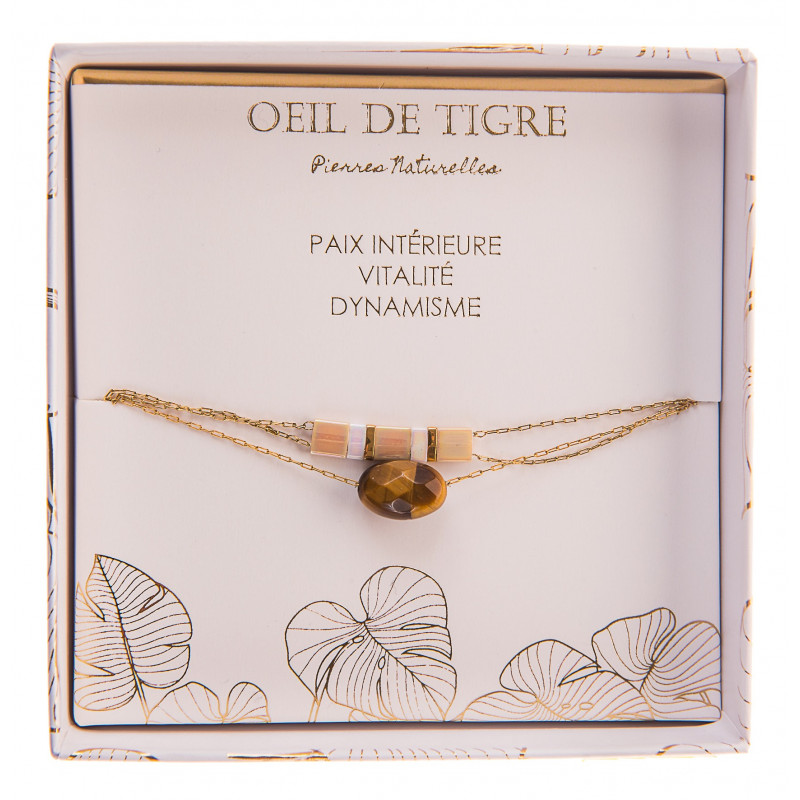 OEIL DE TIGRE
Pierres Naturelles
PAIX INTÉRIEURE
VITALITÉ
DYNAMISME